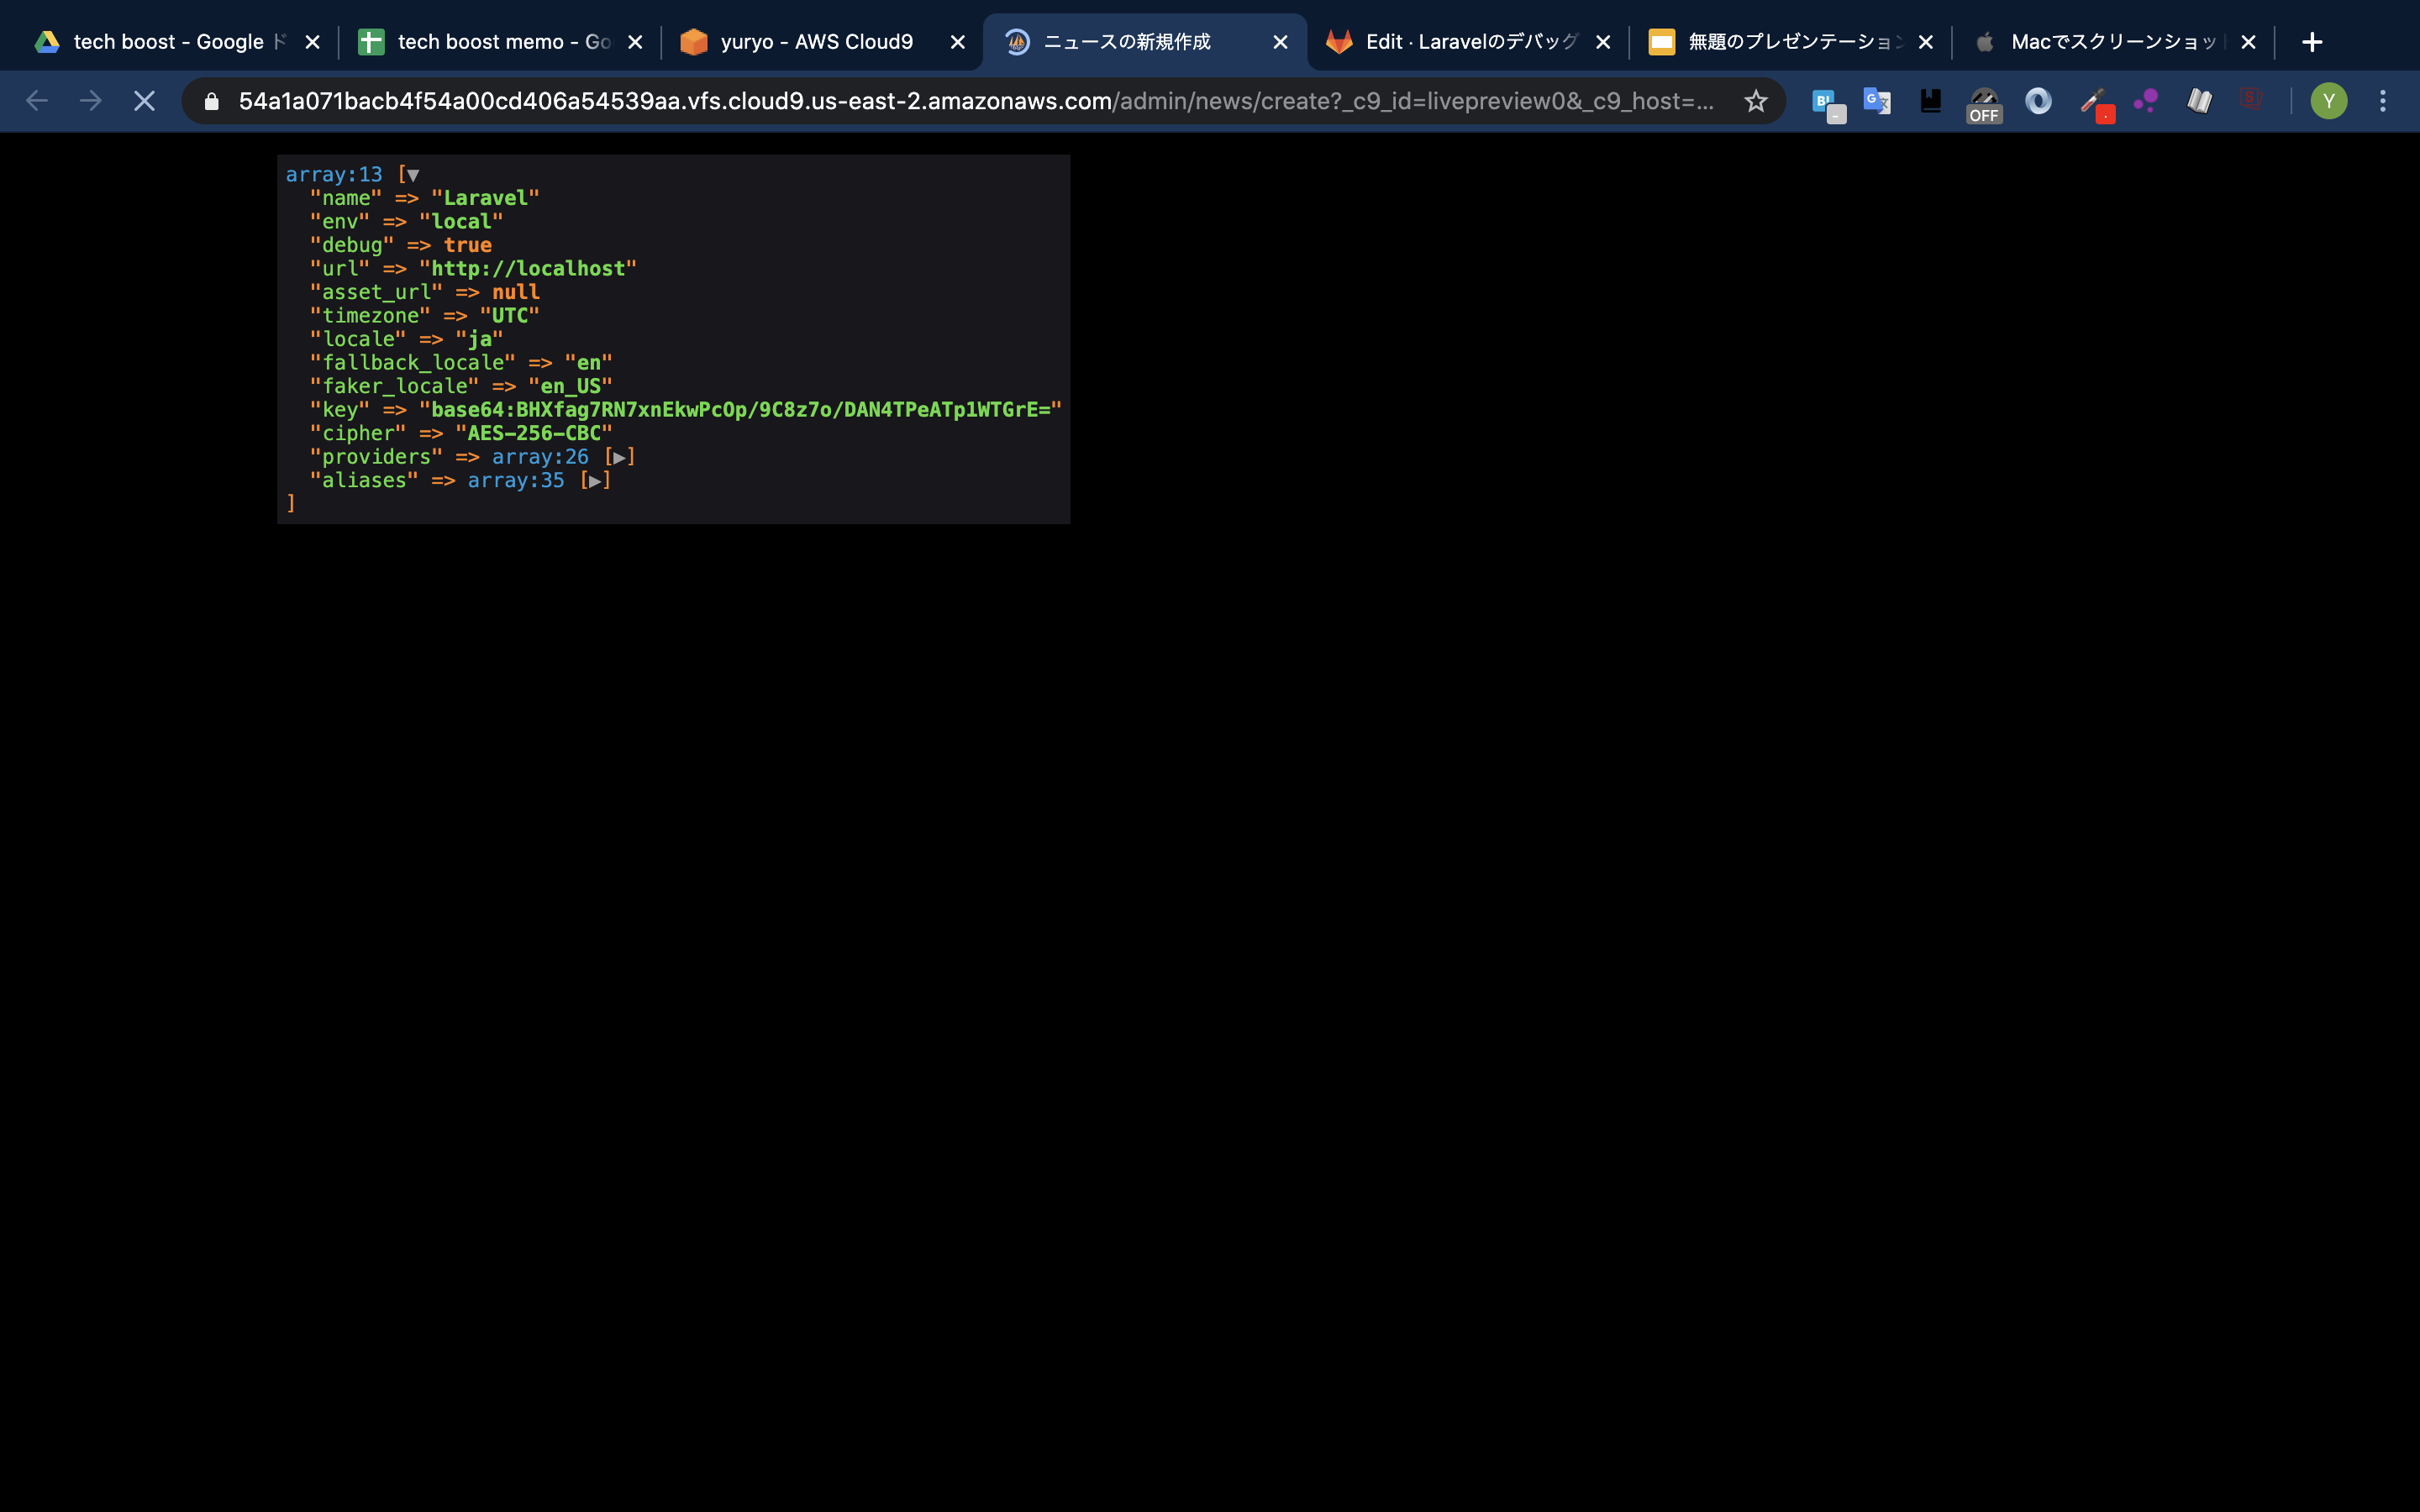 tech boost - Google ド
tech boost memo - Go
yuryo - AWS Cloud9
ニュースの新規作成
Edit · Laravelのデバッグ
無題のプレゼンテーション
Macでスクリーンショット
54a1a071bacb4f54a00cd406a54539aa.vfs.cloud9.us-east-2.amazonaws.com/admin/news/create?_c9_id=livepreview0&_c9_host=...
B!
G
文
OFF
S
Y
array:13 [▼
"name" => "Laravel"
"env" => "local"
"debug" => true
"url" => "http://localhost"
"asset_url" => null
"timezone" => "UTC"
"locale" => "ja"
"fallback_locale" => "en"
"faker_locale" => "en_US"
"key" => "base64:BHXfag7RN7xnEkwPcOp/9C8z7o/DAN4TPeATp1WTGrE="
"cipher" => "AES-256-CBC"
"providers" => array:26 [▶]
"aliases" => array:35 [▶]
]